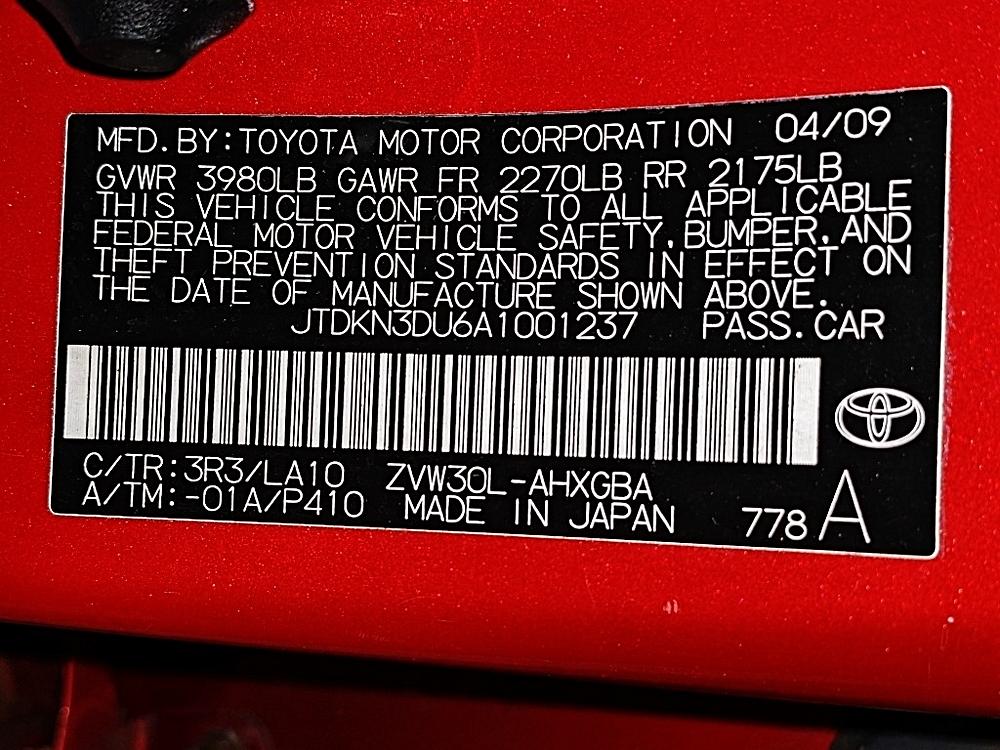 MFD.BY:TOYOTA MOTOR CORPORATION 04/09
GVWR 3980LB GAWR FR 2270LB RR 2175LB
THIS VEHICLE CONFORMS TO ALL APPLICABLE
FEDERAL MOTOR VEHICLE SAFETY,BUMPER,AND
THEFT PREVENTION STANDARDS IN EFFECT ON
THE DATE OF MANUFACTURE SHOWN ABOVE.
JTDKN3DU6A1001237 PASS.CAR
C/TR:3R3/LA10 ZVW30L-AHXGBA
A/TM:-01A/P410 MADE IN JAPAN 778 A